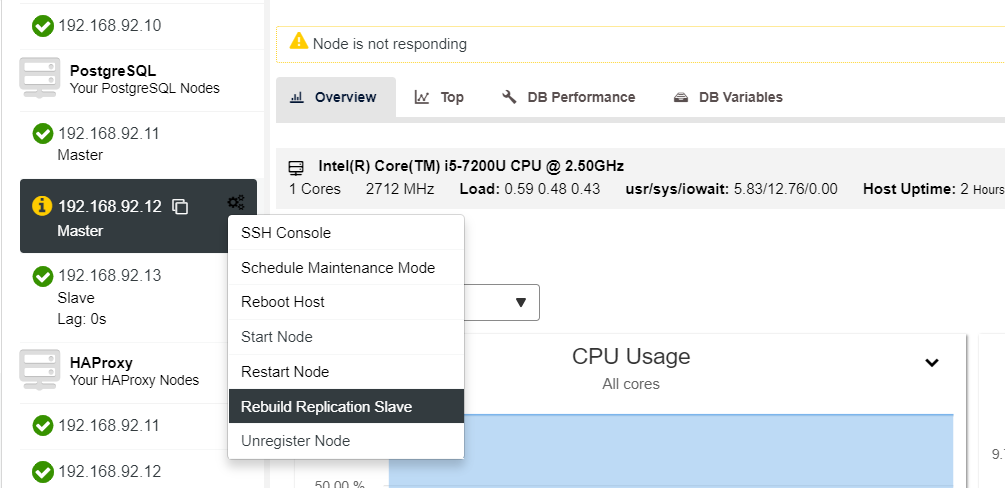 192.168.92.10
PostgreSQL
Your PostgreSQL Nodes
192.168.92.11
Master
192.168.92.12
Master
192.168.92.13
Slave
Lag: 0s
HAProxy
Your HAProxy Nodes
192.168.92.11
192.168.92.12
SSH Console
Schedule Maintenance Mode
Reboot Host
Start Node
Restart Node
Rebuild Replication Slave
Unregister Node
Node is not responding
Overview Top DB Performance DB Variables
Intel(R) Core(TM) i5-7200U CPU @ 2.50GHz
1 Cores 2712 MHz Load: 0.59 0.48 0.43 usr/sys/iowait: 5.83/12.76/0.00 Host Uptime: 2 Hours
CPU Usage
All cores
50.00 %